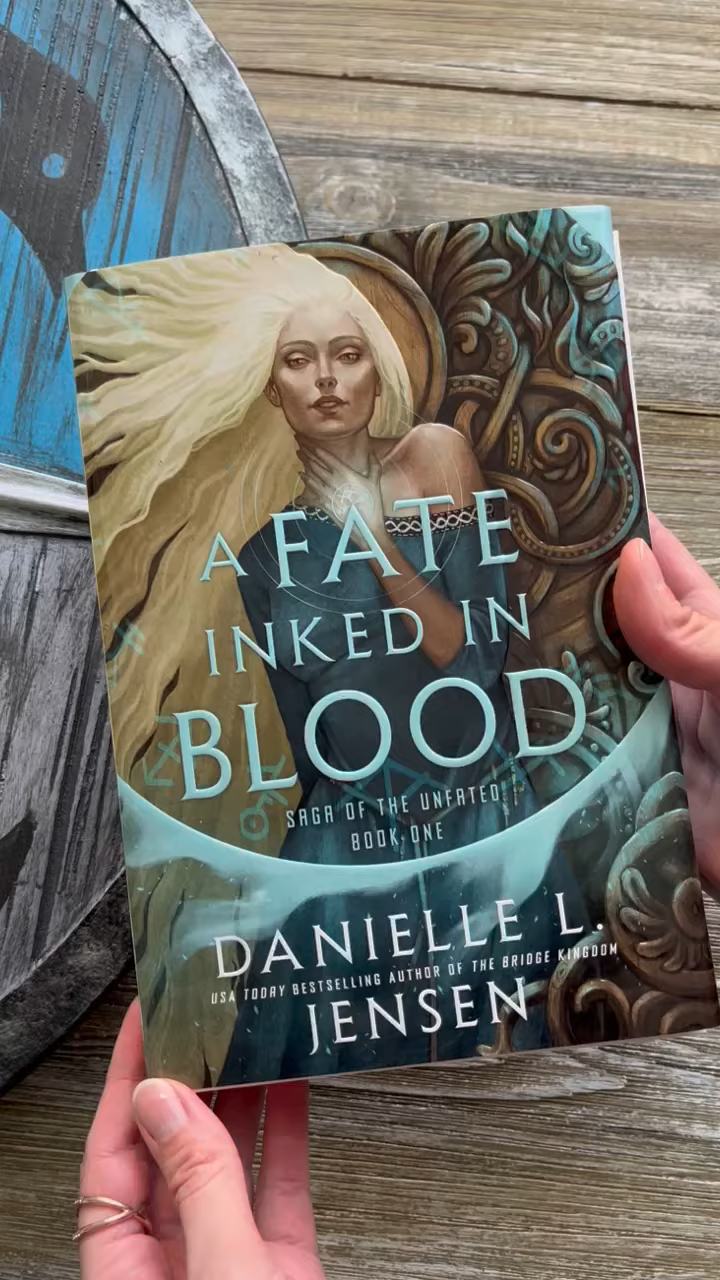 A FATE
INKED IN
BLOOD
SAGA OF THE UNFATED
BOOK ONE
DANIELLE L.
USA TODAY BESTSELLING AUTHOR OF THE BRIDGE KINGDOM
JENSEN